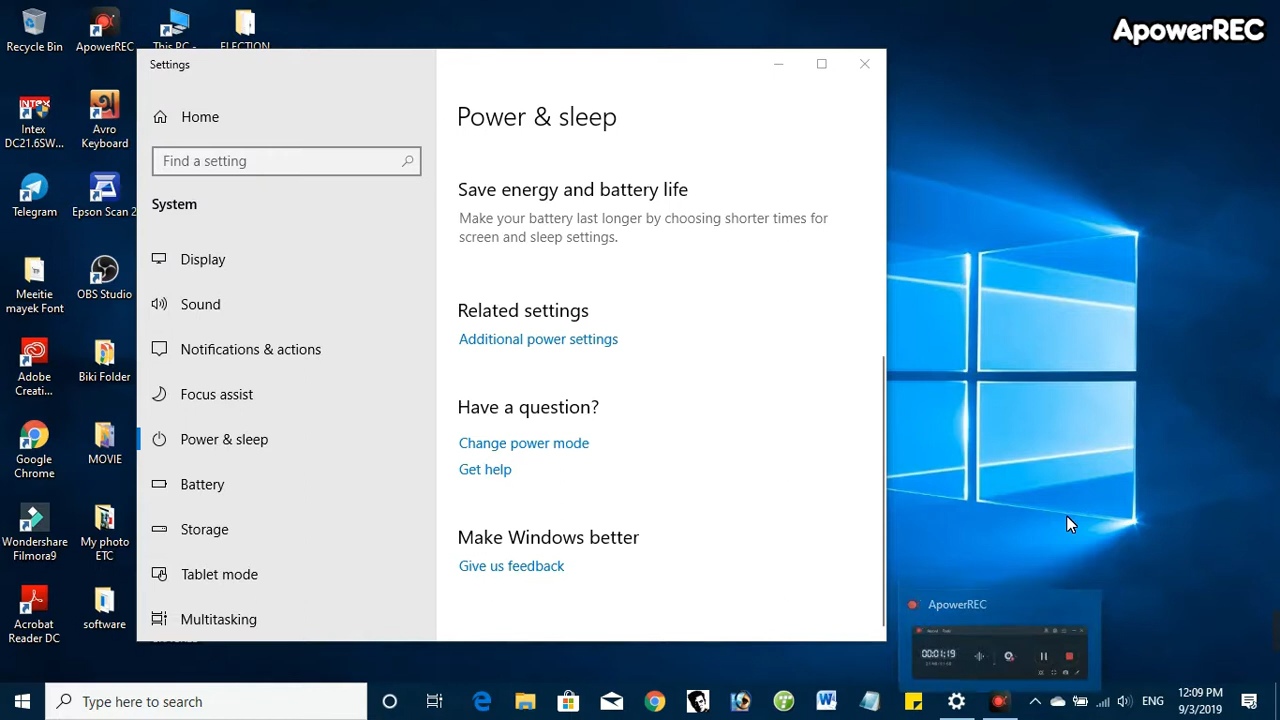 ApowerREC
Recycle Bin
ApowerREC
This PC -
ELECTION
Intex
DC21.6SW...
Avro
Keyboard
Telegram
Epson Scan 2
Meeitie
mayek Font
OBS Studio
Adobe
Creati...
Biki Folder
Google
Chrome
MOVIE
Wondershare
Filmora9
My photo
ETC
Acrobat
Reader DC
software
Settings
Home
Find a setting
System
Display
Sound
Notifications & actions
Focus assist
Power & sleep
Battery
Storage
Tablet mode
Multitasking
Power & sleep
Save energy and battery life
Make your battery last longer by choosing shorter times for
screen and sleep settings.
Related settings
Additional power settings
Have a question?
Change power mode
Get help
Make Windows better
Give us feedback
ApowerREC
00:01:19
Type here to search
ENG
12:09 PM
9/3/2019